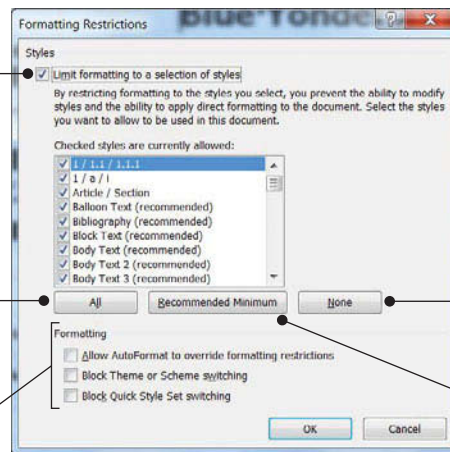 Blue Yonder
Formatting Restrictions
Styles
Limit formatting to a selection of styles
By restricting formatting to the styles you select, you prevent the ability to modify
styles and the ability to apply direct formatting to the document. Select the styles
you want to allow to be used in this document.
Checked styles are currently allowed:
1 / 1.1 / 1.1.1
1 / a / i
Article / Section
Balloon Text (recommended)
Bibliography (recommended)
Block Text (recommended)
Body Text (recommended)
Body Text 2 (recommended)
Body Text 3 (recommended)
All Recommended Minimum None
Formatting
Allow AutoFormat to override formatting restrictions
Block Theme or Scheme switching
Block Quick Style Set switching
OK Cancel